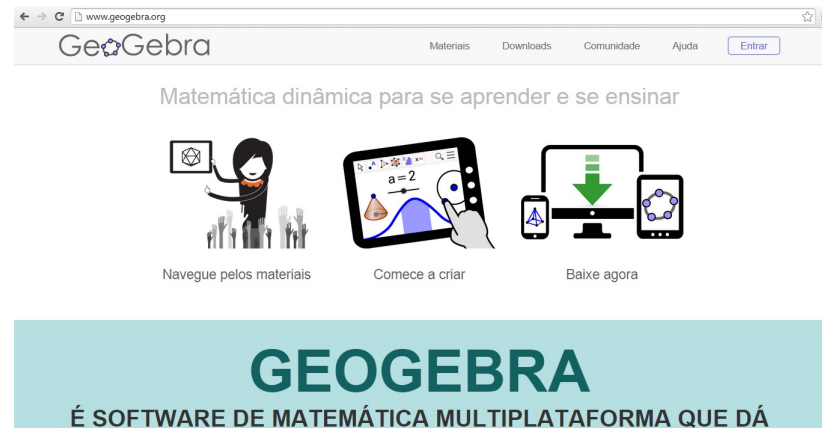 www.geogebra.org
GeoGebra
Materiais Downloads Comunidade Ajuda Entrar
Matemática dinâmica para se aprender e se ensinar
a=2
x=
Navegue pelos materiais Comece a criar Baixe agora
GEOGEBRA
É SOFTWARE DE MATEMÁTICA MULTIPLATAFORMA QUE DÁ